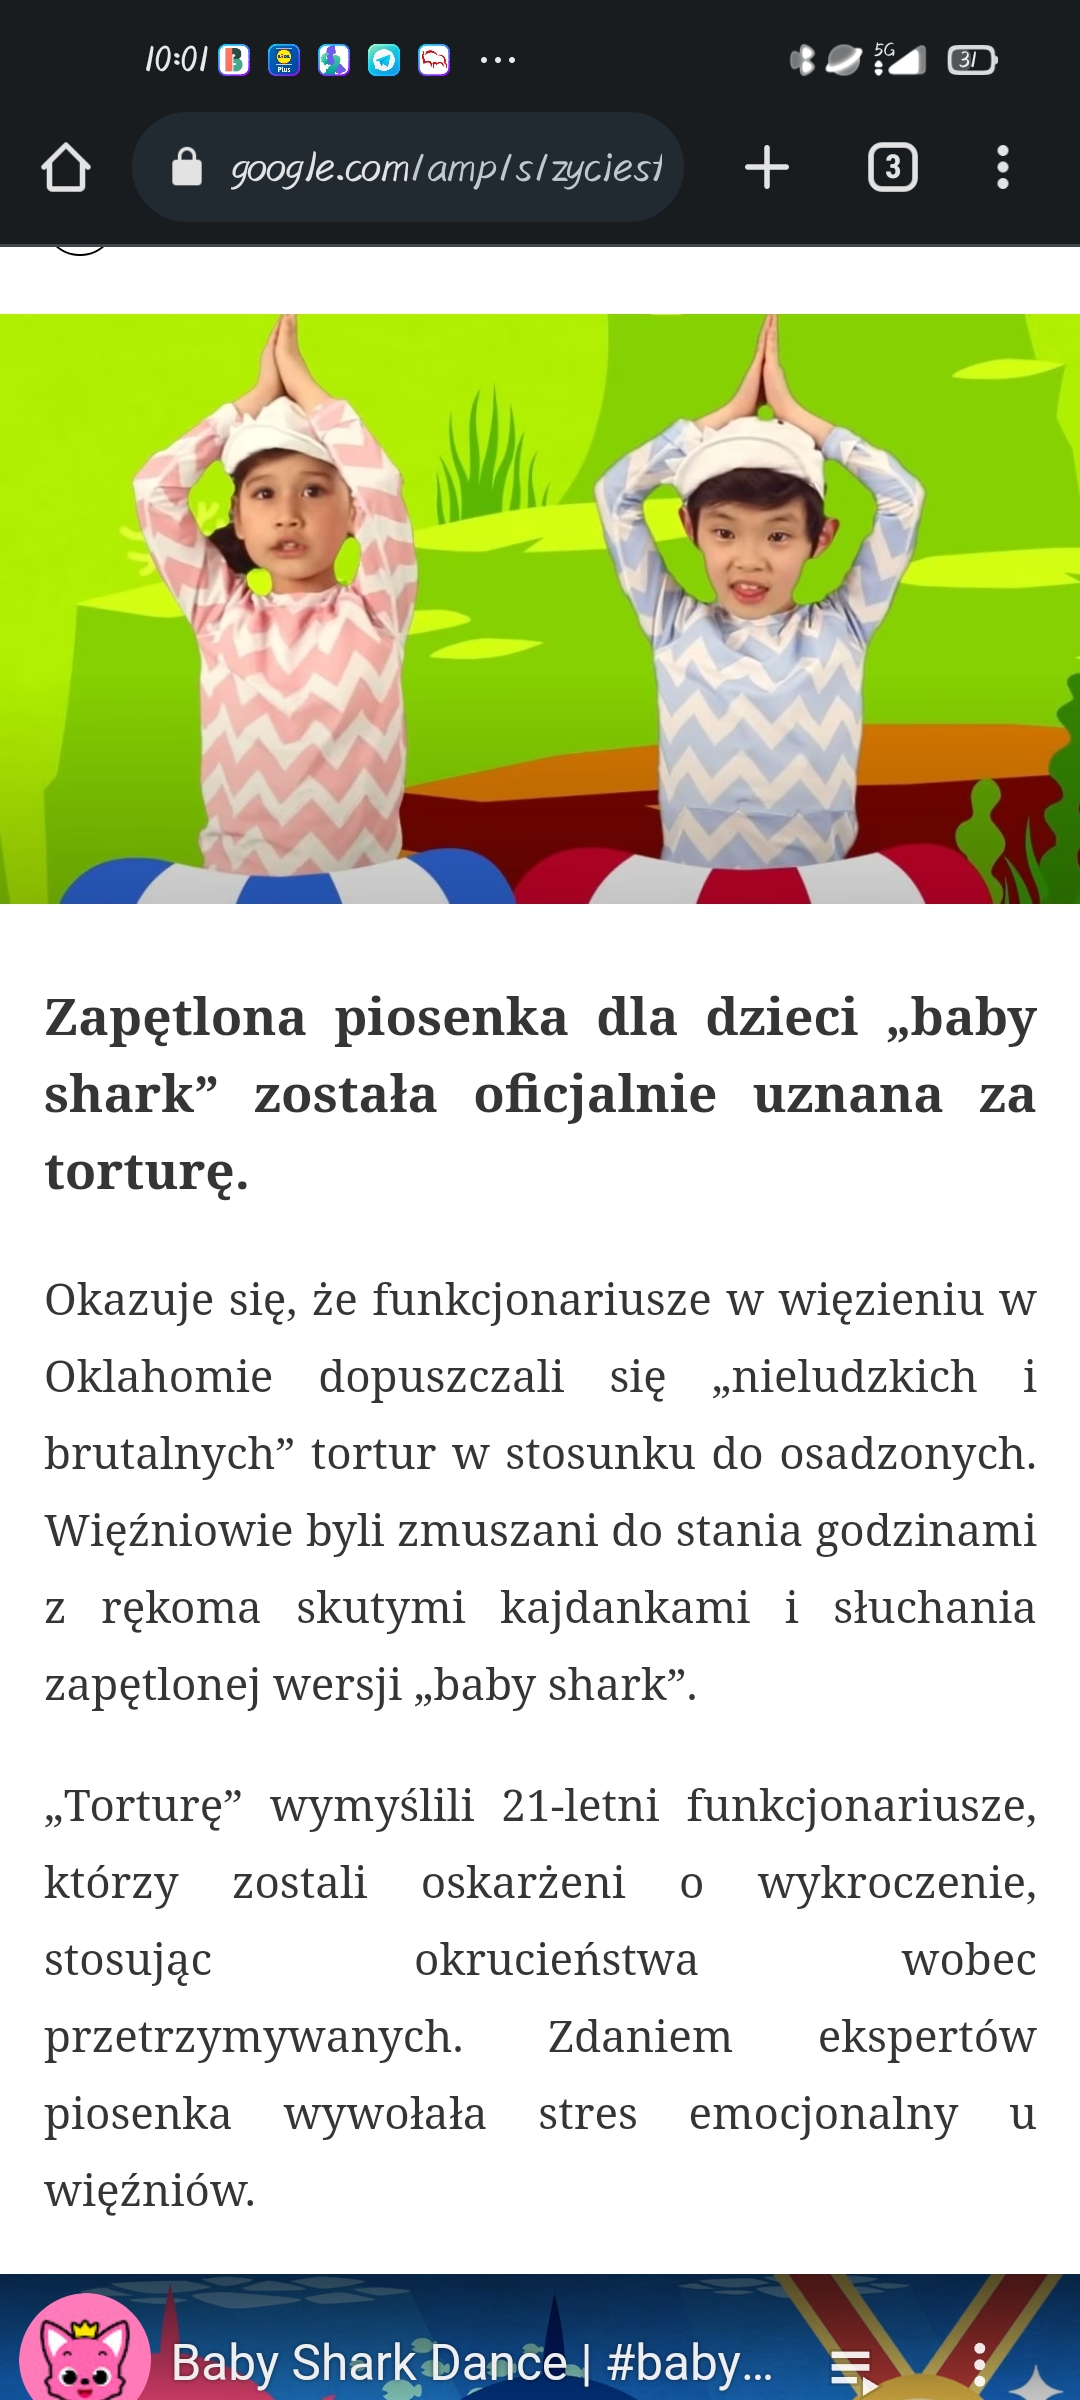 10:01
5G
31
google.com/amp/s/zyciest
3
Zapętlona piosenka dla dzieci „baby
shark” została oficjalnie uznana za
torturę.
Okazuje się, że funkcjonariusze w więzieniu w
Oklahomie dopuszczali się „nieludzkich i
brutalnych” tortur w stosunku do osadzonych.
Więźniowie byli zmuszani do stania godzinami
z rękoma skutymi kajdankami i słuchania
zapętlonej wersji „baby shark”.
„Torturę” wymyślili 21-letni funkcjonariusze,
którzy zostali oskarżeni o wykroczenie,
stosując okrucieństwa wobec
przetrzymywanych. Zdaniem ekspertów
piosenka wywołała stres emocjonalny u
więźniów.
Baby Shark Dance | #baby...